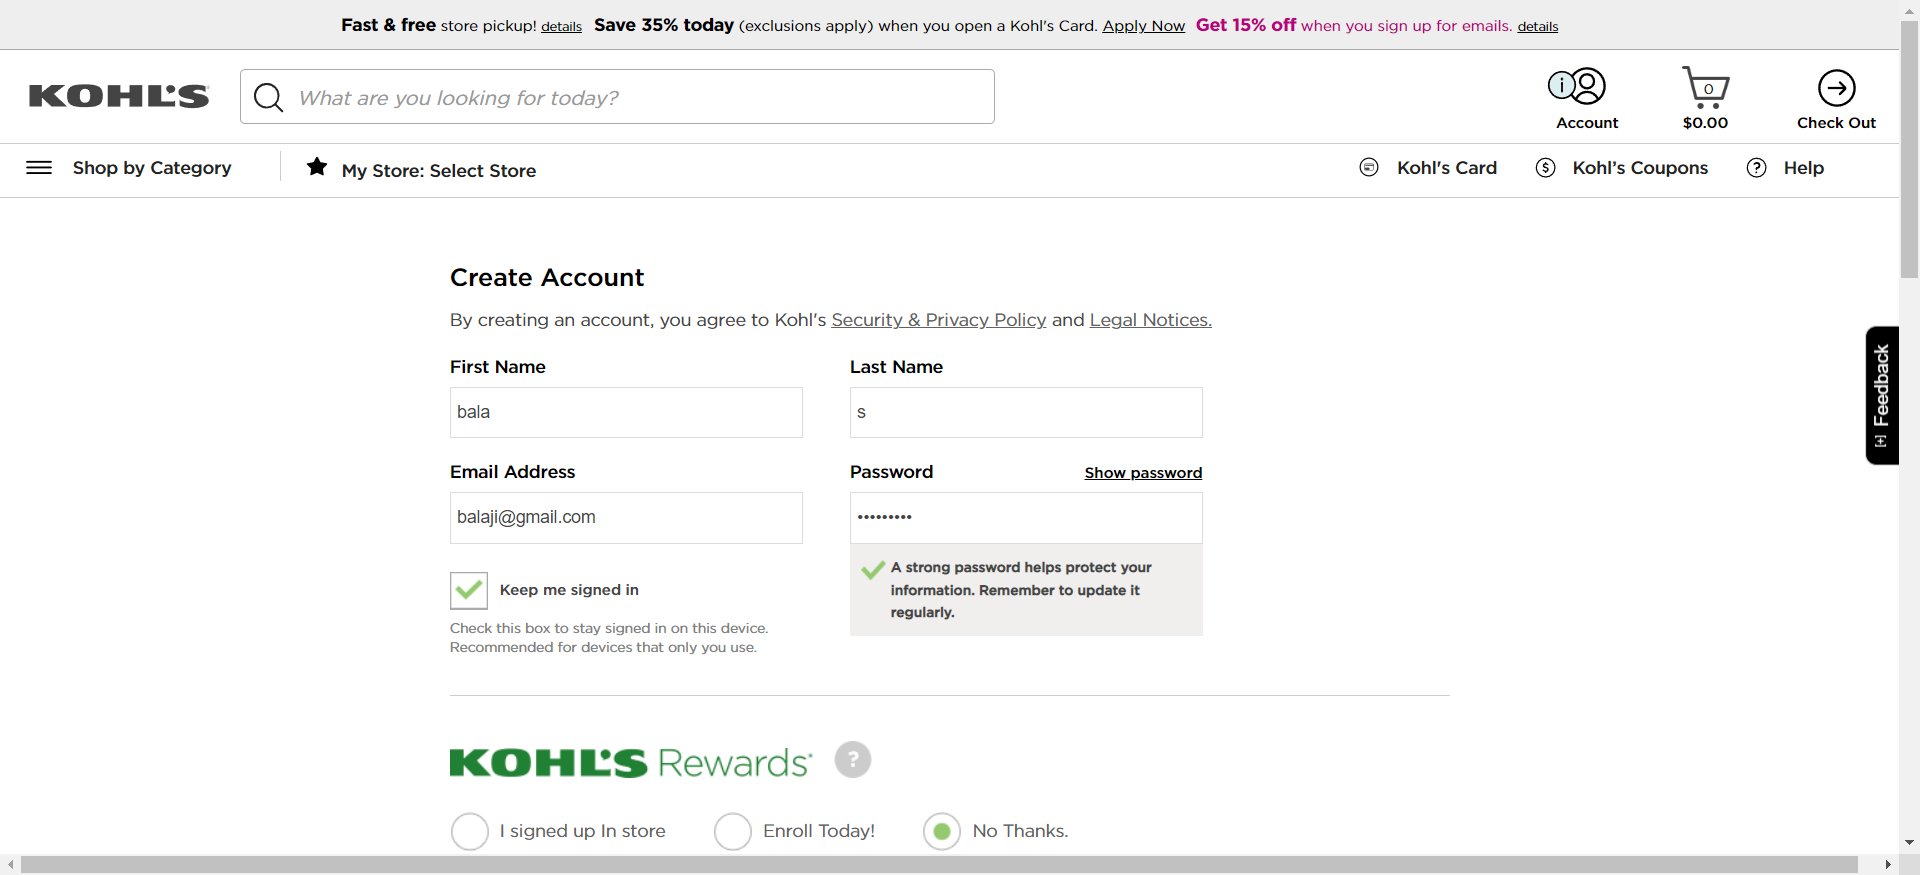 Fast & free store pickup! details Save 35% today (exclusions apply) when you open a Kohl's Card. Apply Now Get 15% off when you sign up for emails. details
KOHL'S
What are you looking for today?
i
Account
0
$0.00
Check Out
Shop by Category
My Store: Select Store
Kohl's Card
$
Kohl’s Coupons
?
Help
Create Account
By creating an account, you agree to Kohl's Security & Privacy Policy and Legal Notices.
First Name
Last Name
bala
s
Email Address
Password
Show password
balaji@gmail.com
•••••••••
A strong password helps protect your
information. Remember to update it
regularly.
Keep me signed in
Check this box to stay signed in on this device.
Recommended for devices that only you use.
[+] Feedback
KOHL'S Rewards
?
I signed up In store
Enroll Today!
No Thanks.